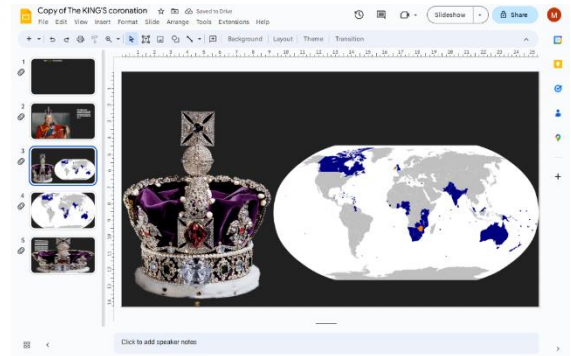 Copy of The KING'S coronation
Saved to Drive
File Edit View Insert Format Slide Arrange Tools Extensions Help
Slideshow
Share
M
Background Layout Theme Transition
1
2
3
4
5
Click to add speaker notes